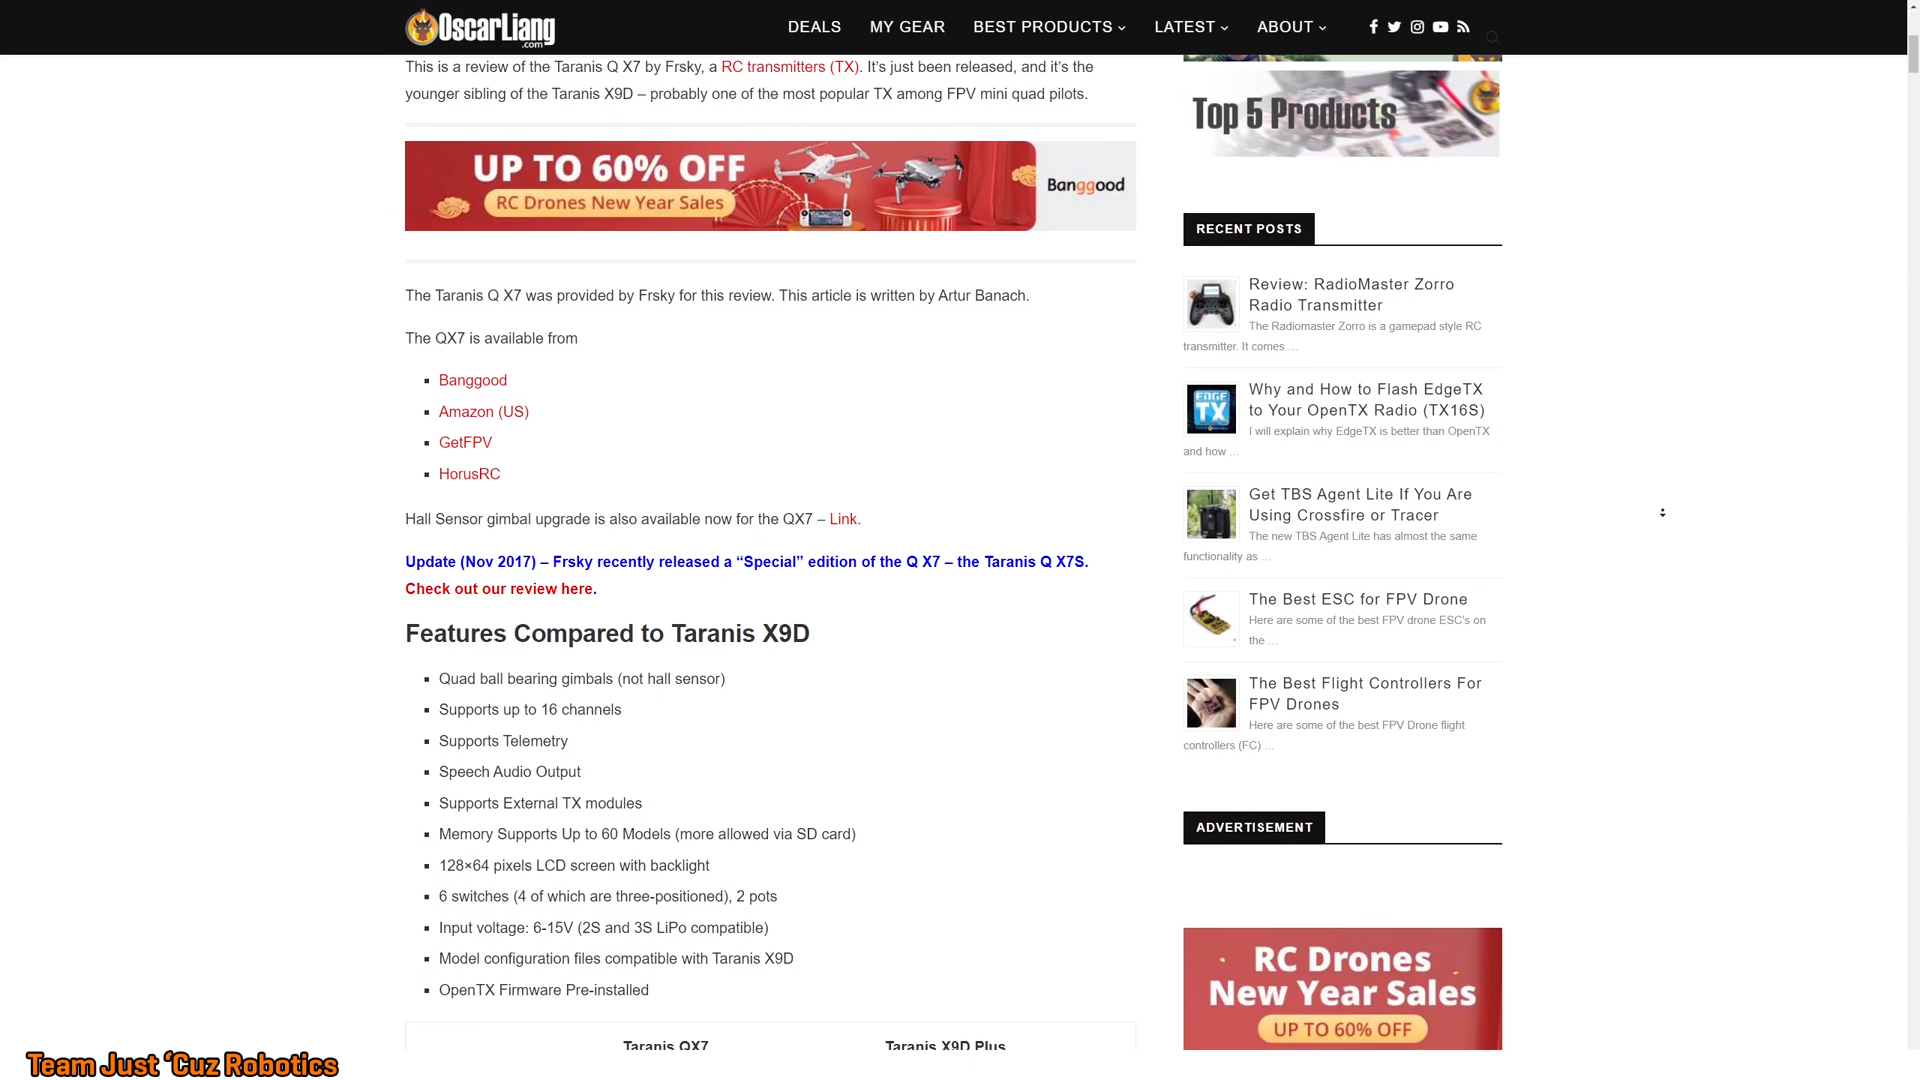 OscarLiang
.com
DEALS
MY GEAR
BEST PRODUCTS
LATEST
ABOUT
This is a review of the Taranis Q X7 by Frsky, a RC transmitters (TX). It's just been released, and it's the
younger sibling of the Taranis X9D – probably one of the most popular TX among FPV mini quad pilots.
UP TO 60% OFF
RC Drones New Year Sales
Banggood
The Taranis Q X7 was provided by Frsky for this review. This article is written by Artur Banach.
The QX7 is available from
Banggood
Amazon (US)
GetFPV
HorusRC
Hall Sensor gimbal upgrade is also available now for the QX7 – Link.
Update (Nov 2017) – Frsky recently released a “Special” edition of the Q X7 – the Taranis Q X7S.
Check out our review here.
Features Compared to Taranis X9D
Quad ball bearing gimbals (not hall sensor)
Supports up to 16 channels
Supports Telemetry
Speech Audio Output
Supports External TX modules
Memory Supports Up to 60 Models (more allowed via SD card)
128×64 pixels LCD screen with backlight
6 switches (4 of which are three-positioned), 2 pots
Input voltage: 6-15V (2S and 3S LiPo compatible)
Model configuration files compatible with Taranis X9D
OpenTX Firmware Pre-installed
Taranis QX7
Taranis X9D Plus
Top 5 Products
RECENT POSTS
Review: RadioMaster Zorro
Radio Transmitter
The Radiomaster Zorro is a gamepad style RC
transmitter. It comes ...
EDGE
TX
Why and How to Flash EdgeTX
to Your OpenTX Radio (TX16S)
I will explain why EdgeTX is better than OpenTX
and how ...
Get TBS Agent Lite If You Are
Using Crossfire or Tracer
The new TBS Agent Lite has almost the same
functionality as ...
The Best ESC for FPV Drone
Here are some of the best FPV drone ESC's on
the ...
The Best Flight Controllers For
FPV Drones
Here are some of the best FPV Drone flight
controllers (FC) ...
ADVERTISEMENT
RC Drones
New Year Sales
UP TO 60% OFF
Team Just ‘Cuz Robotics